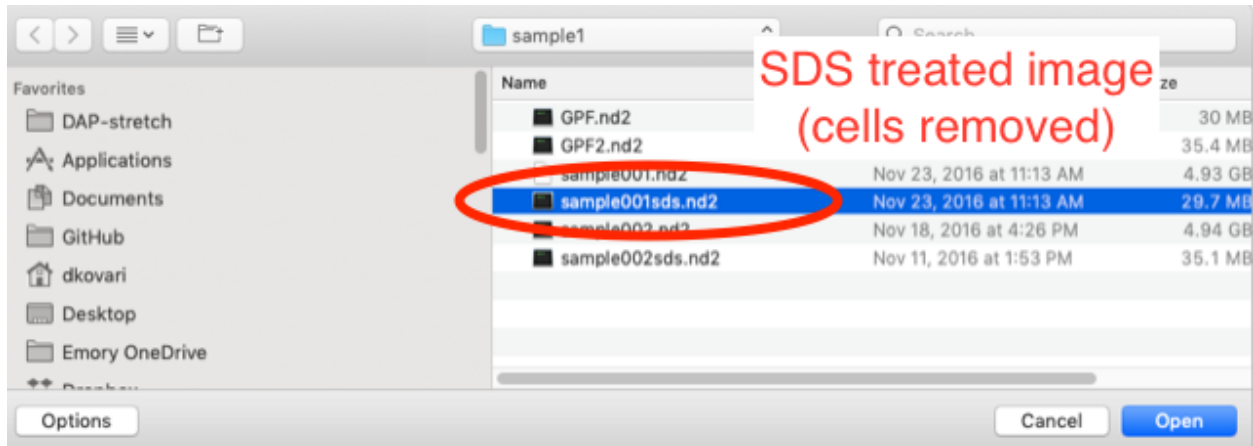 sample1
Search
SDS treated image
(cells removed)
Favorites
DAP-stretch
Applications
Documents
GitHub
dkovari
Desktop
Emory OneDrive
Dropbox
Name
ze
GPF.nd2 30 MB
GPF2.nd2 35.4 MB
sample001.nd2 Nov 23, 2016 at 11:13 AM 4.93 GB
sample001sds.nd2 Nov 23, 2016 at 11:13 AM 29.7 MB
sample002.nd2 Nov 18, 2016 at 4:26 PM 4.94 GB
sample002sds.nd2 Nov 11, 2016 at 1:53 PM 35.1 MB
Options
Cancel
Open